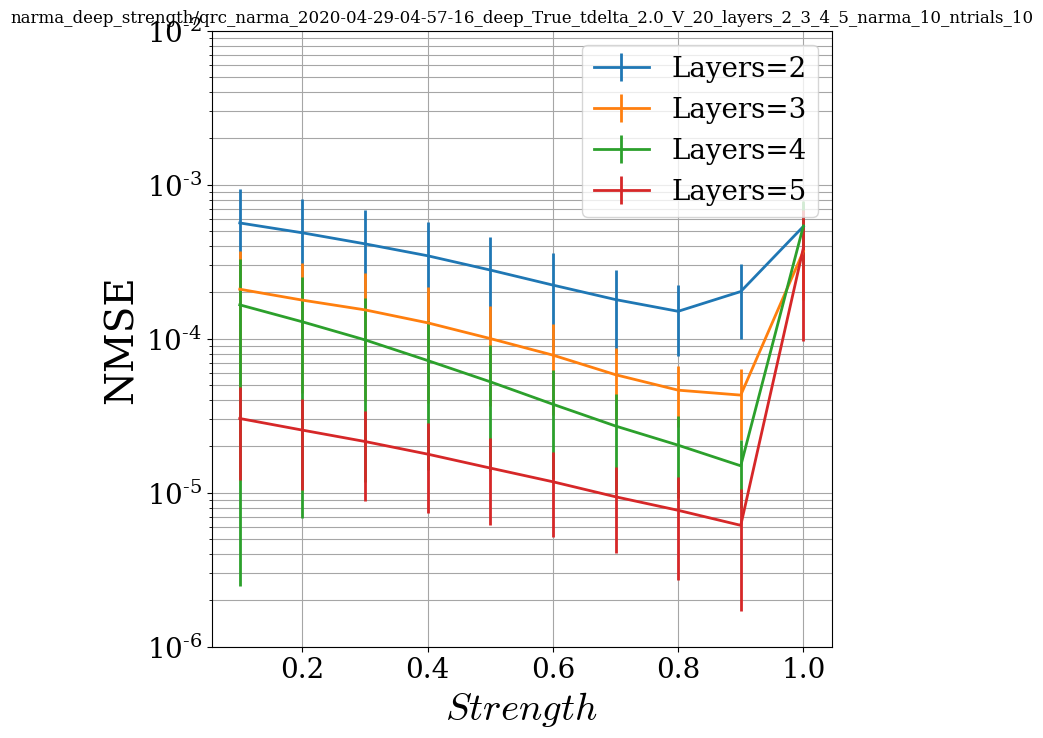 narma_deep_strength/qrc_narma_2020-04-29-04-57-16_deep_True_tdelta_2.0_V_20_layers_2_3_4_5_narma_10_ntrials_10
10-2
Layers=2
Layers=3
Layers=4
Layers=5
10-3
NMSE
10-4
10-5
10-6
0.2 0.4 0.6 0.8 1.0
Strength